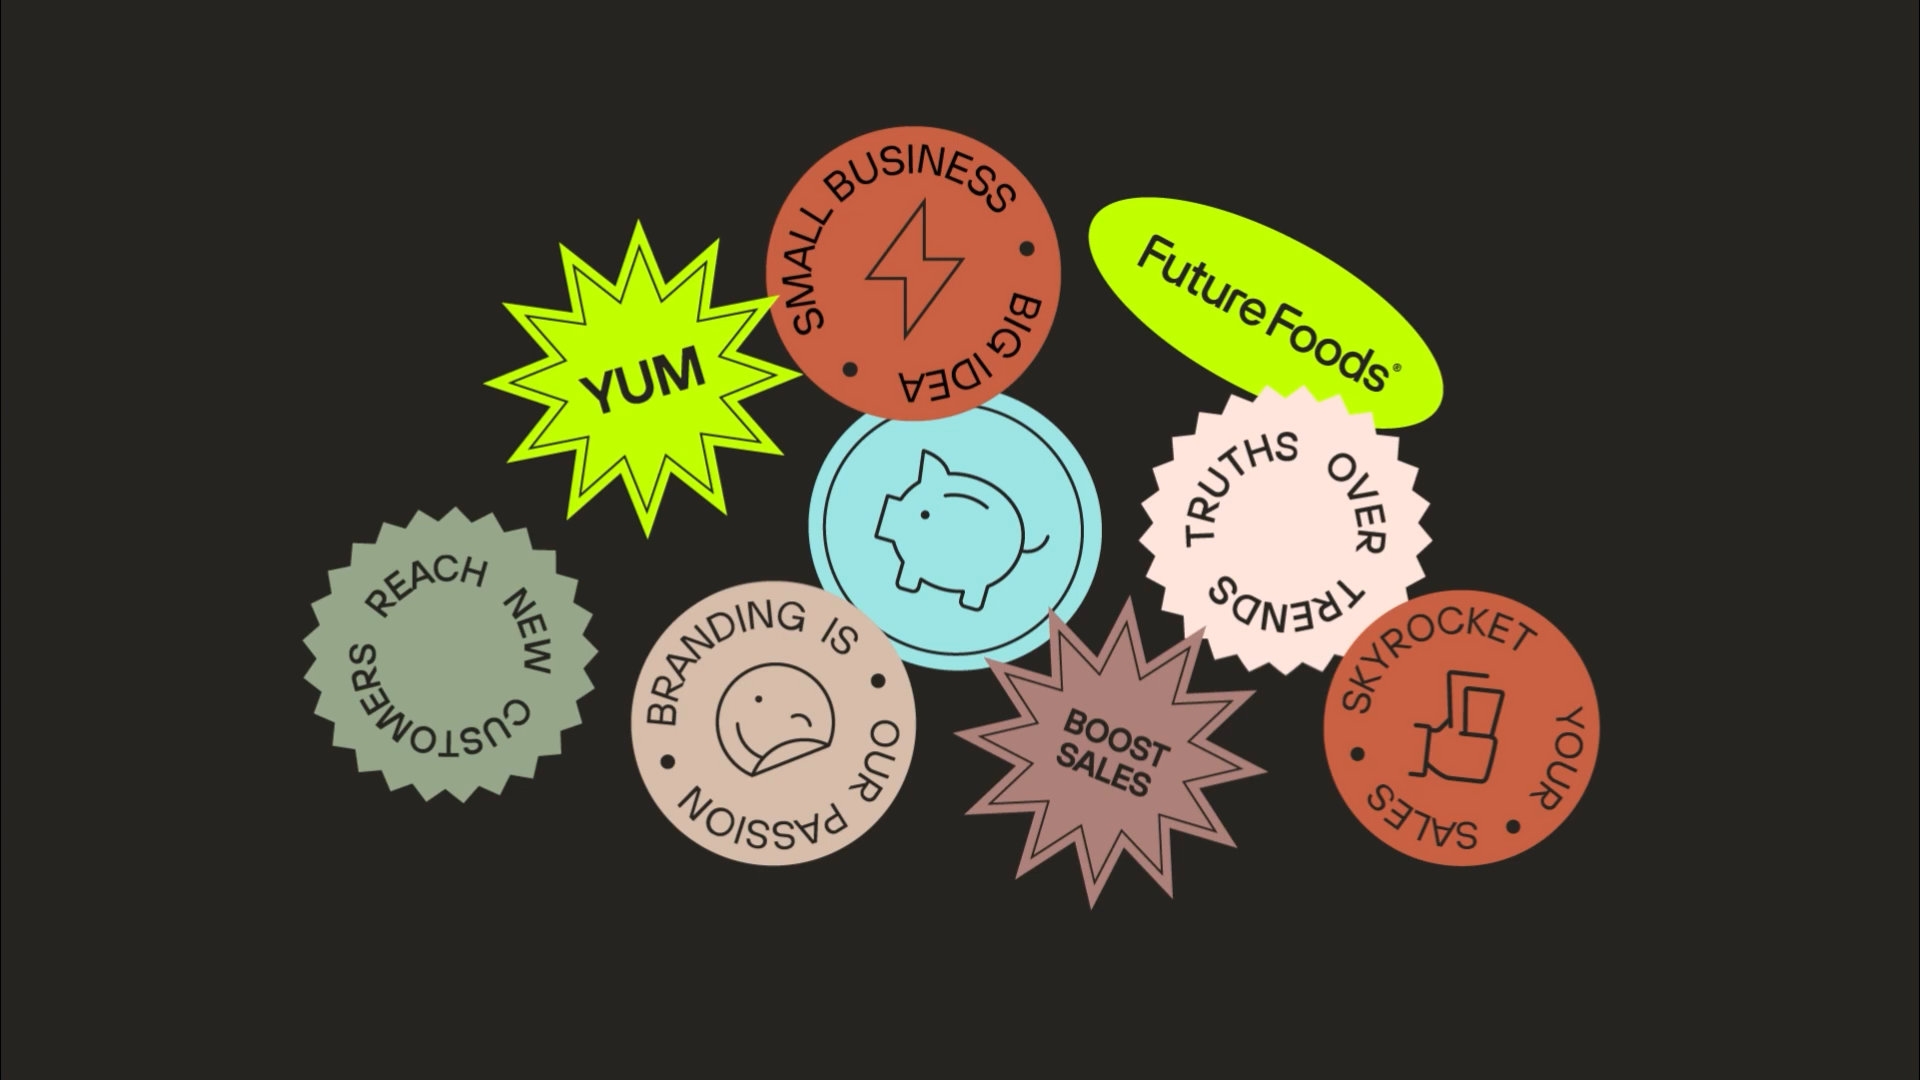 SMALL BUSINESS
BIG IDEA
FutureFoods®
YUM
TRUTHS OVER TRENDS
REACH NEW CUSTOMERS
BRANDING IS
OUR PASSION
BOOST
SALES
SKYROCKET
YOUR
SALES